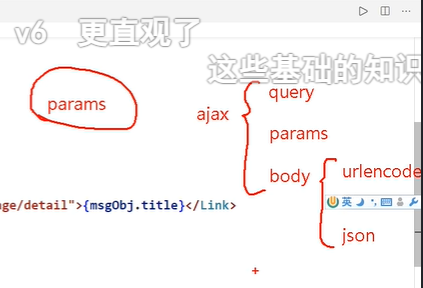 v6 更直观了
这些基础的知识
params
ajax
query
params
body
urlencode
英
json
age/detail">{msgObj.title}</Link>